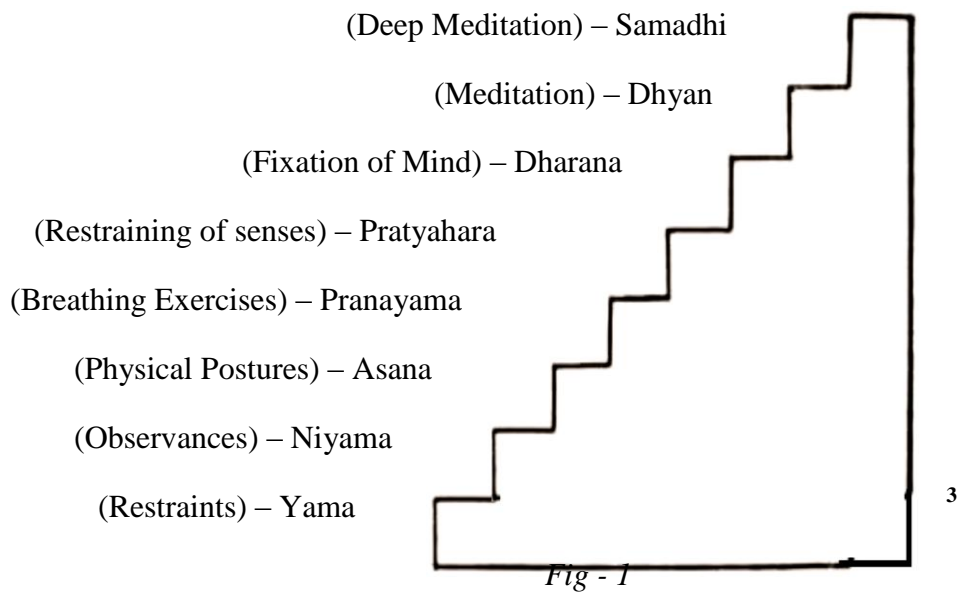 (Deep Meditation) – Samadhi
(Meditation) – Dhyan
(Fixation of Mind) – Dharana
(Restraining of senses) – Pratyahara
(Breathing Exercises) – Pranayama
(Physical Postures) – Asana
(Observances) – Niyama
(Restraints) – Yama
3
Fig - 1